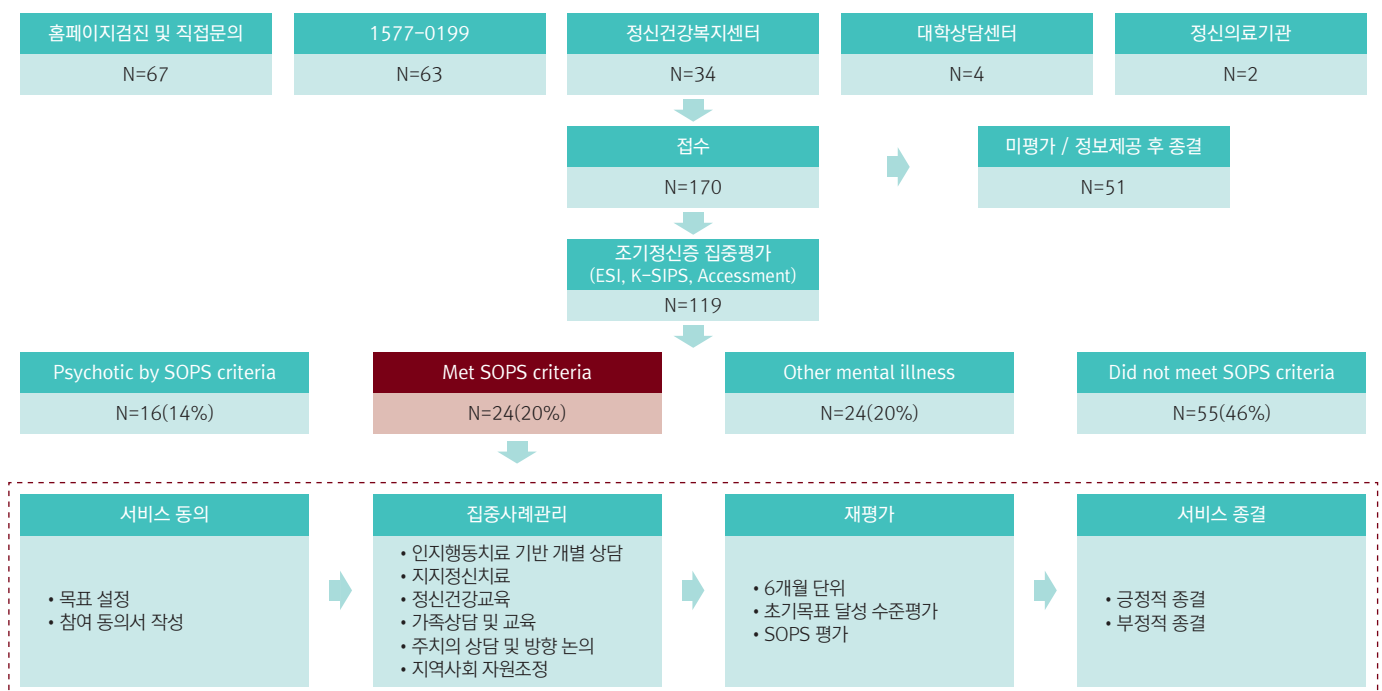 홈페이지검진 및 직접문의
N=67
1577-0199
N=63
정신건강복지센터
N=34
대학상담센터
N=4
정신의료기관
N=2
접수
N=170
미평가 / 정보제공 후 종결
N=51
조기정신증 집중평가
(ESI, K-SIPS, Accessment)
N=119
Psychotic by SOPS criteria
N=16(14%)
Met SOPS criteria
N=24(20%)
Other mental illness
N=24(20%)
Did not meet SOPS criteria
N=55(46%)
서비스 동의
• 목표 설정
• 참여 동의서 작성
집중사례관리
• 인지행동치료 기반 개별 상담
• 지지정신치료
• 정신건강교육
• 가족상담 및 교육
• 주치의 상담 및 방향 논의
• 지역사회 자원조정
재평가
• 6개월 단위
• 초기목표 달성 수준평가
• SOPS 평가
서비스 종결
• 긍정적 종결
• 부정적 종결